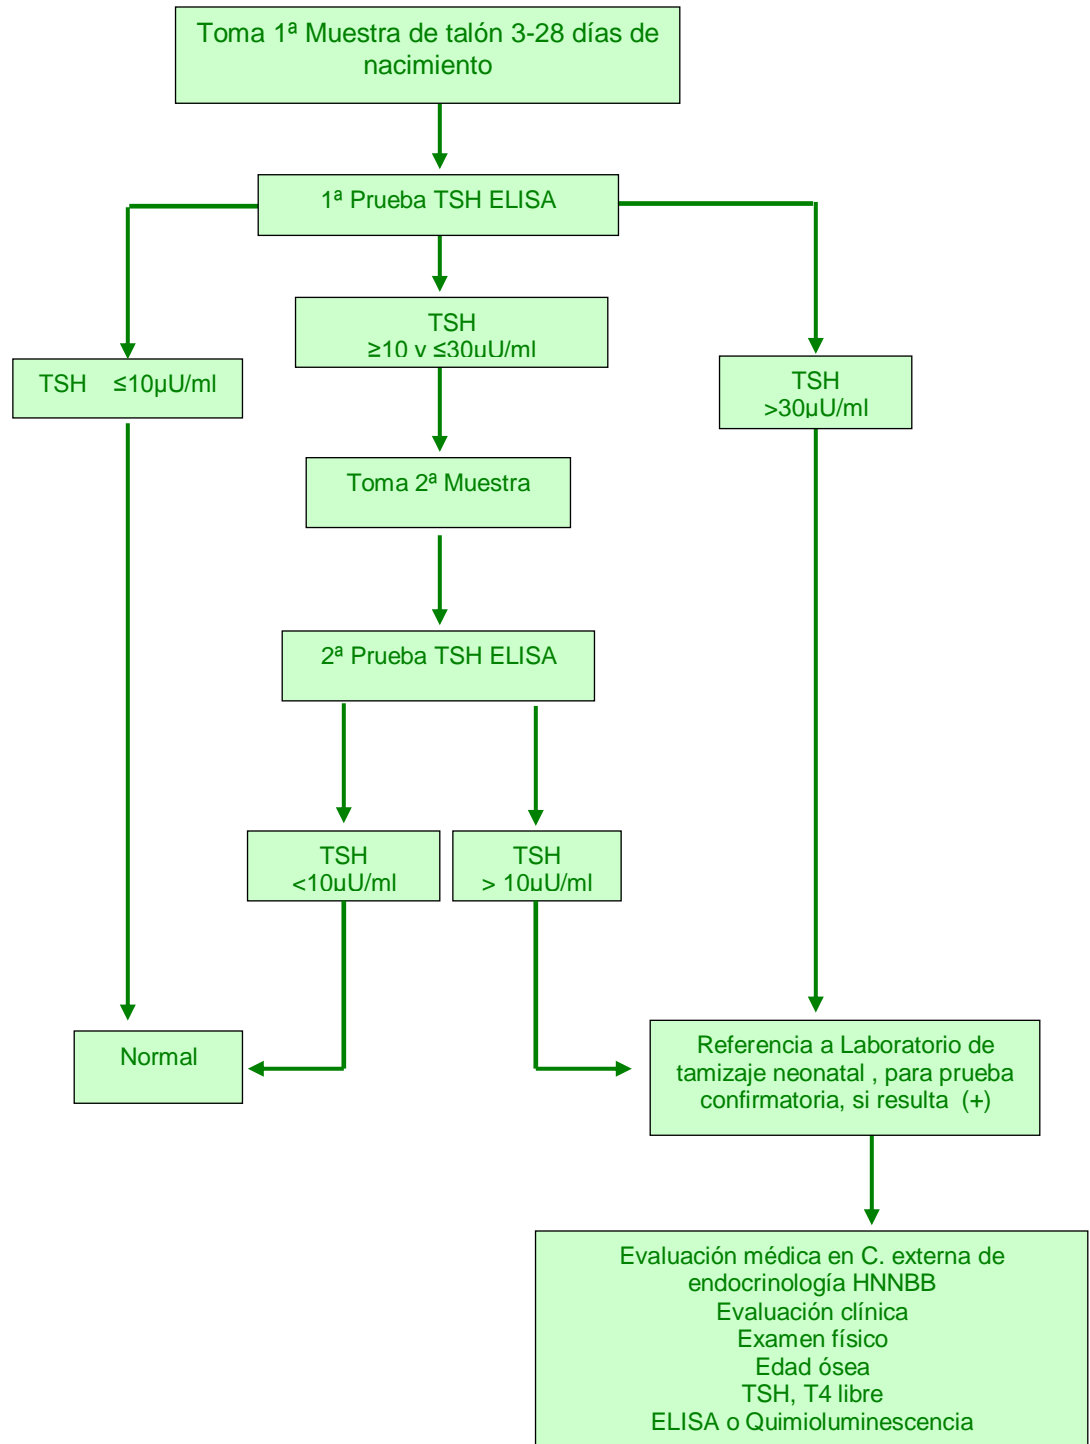 Toma 1ª Muestra de talón 3-28 días de
nacimiento
1ª Prueba TSH ELISA
TSH
≥10 y ≤30µU/ml
TSH ≤10µU/ml
TSH
>30µU/ml
Toma 2ª Muestra
2ª Prueba TSH ELISA
TSH
<10µU/ml
TSH
> 10µU/ml
Normal
Referencia a Laboratorio de
tamizaje neonatal , para prueba
confirmatoria, si resulta (+)
Evaluación médica en C. externa de
endocrinología HNNBB
Evaluación clínica
Examen físico
Edad ósea
TSH, T4 libre
ELISA o Quimioluminescencia